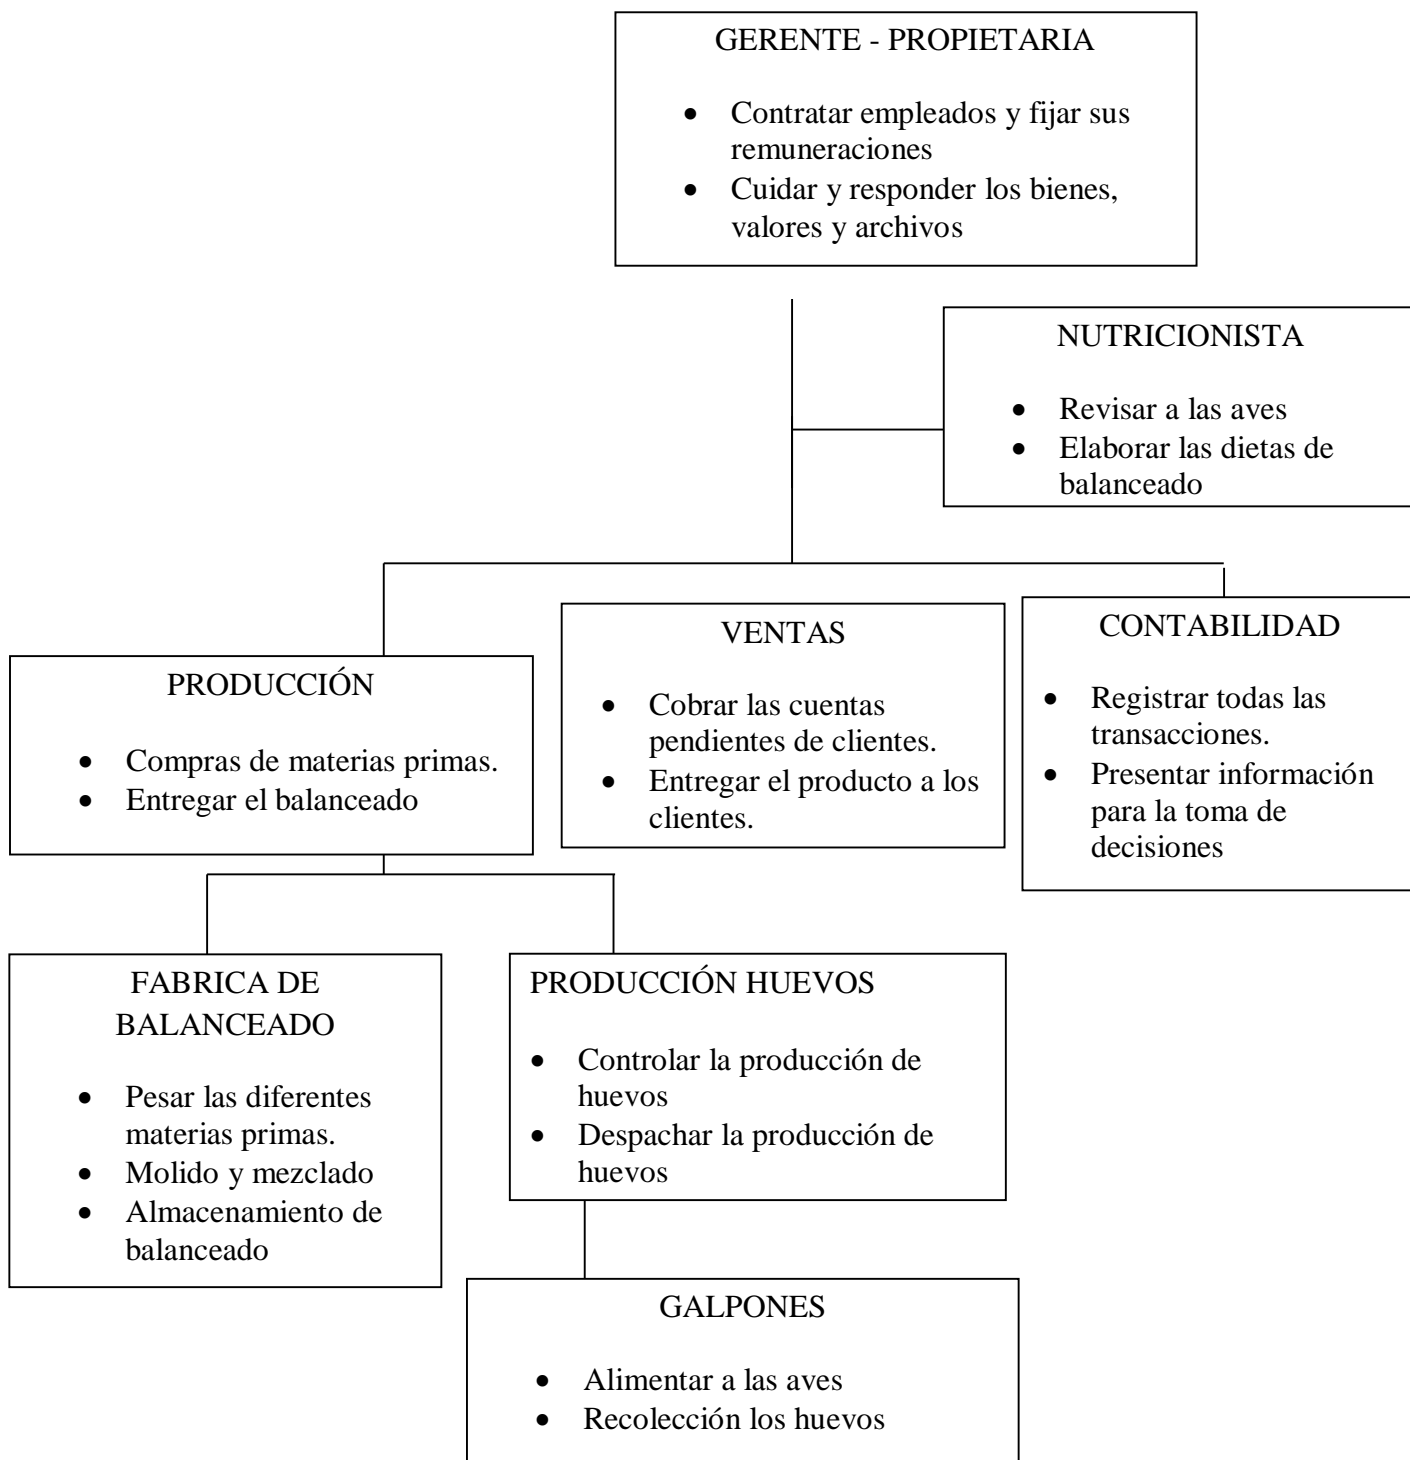 GERENTE - PROPIETARIA
• Contratar empleados y fijar sus
remuneraciones
• Cuidar y responder los bienes,
valores y archivos
NUTRICIONISTA
• Revisar a las aves
• Elaborar las dietas de
balanceado
PRODUCCIÓN
• Compras de materias primas.
• Entregar el balanceado
VENTAS
• Cobrar las cuentas
pendientes de clientes.
• Entregar el producto a los
clientes.
CONTABILIDAD
• Registrar todas las
transacciones.
• Presentar información
para la toma de
decisiones
FABRICA DE
BALANCEADO
• Pesar las diferentes
materias primas.
• Molido y mezclado
• Almacenamiento de
balanceado
PRODUCCIÓN HUEVOS
• Controlar la producción de
huevos
• Despachar la producción de
huevos
GALPONES
• Alimentar a las aves
• Recolección los huevos